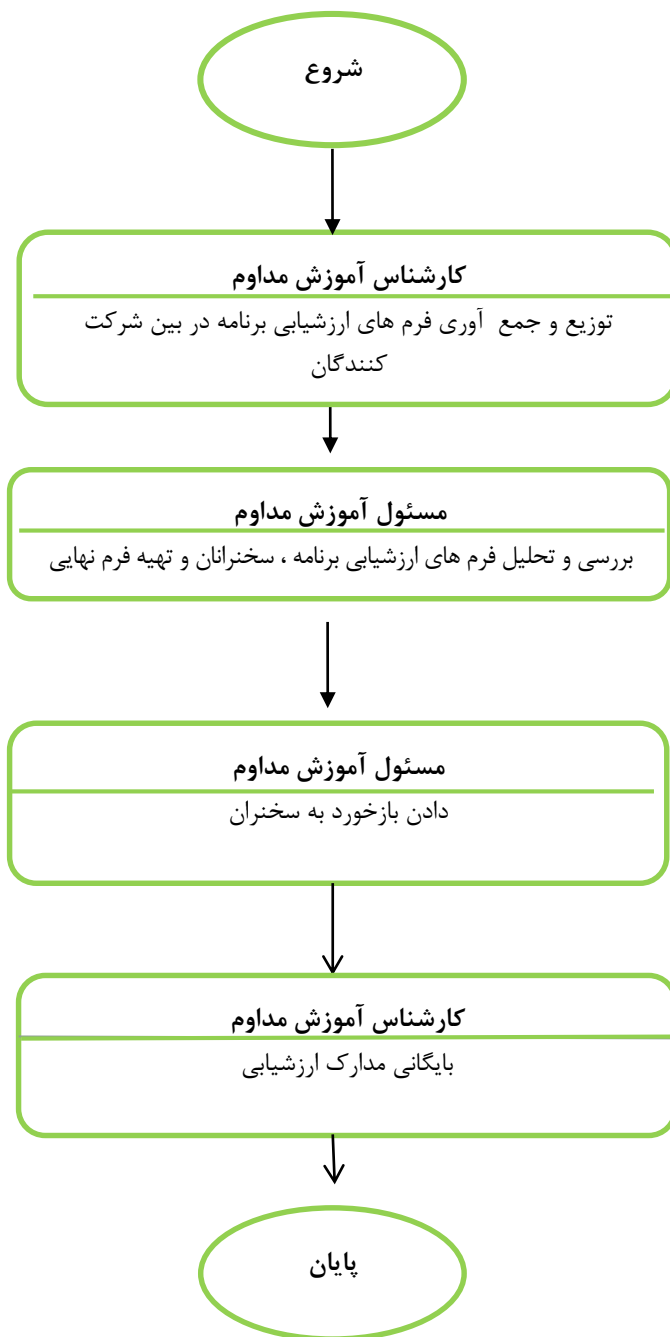 شروع
کارشناس آموزش مداوم
توزیع و جمع آوری فرم های ارزشیابی برنامه در بین شرکت
کنندگان
مسئول آموزش مداوم
بررسی و تحلیل فرم های ارزشیابی برنامه ، سخنرانان و تهیه فرم نهایی
مسئول آموزش مداوم
دادن بازخورد به سخنران
کارشناس آموزش مداوم
بایگانی مدارک ارزشیابی
پایان